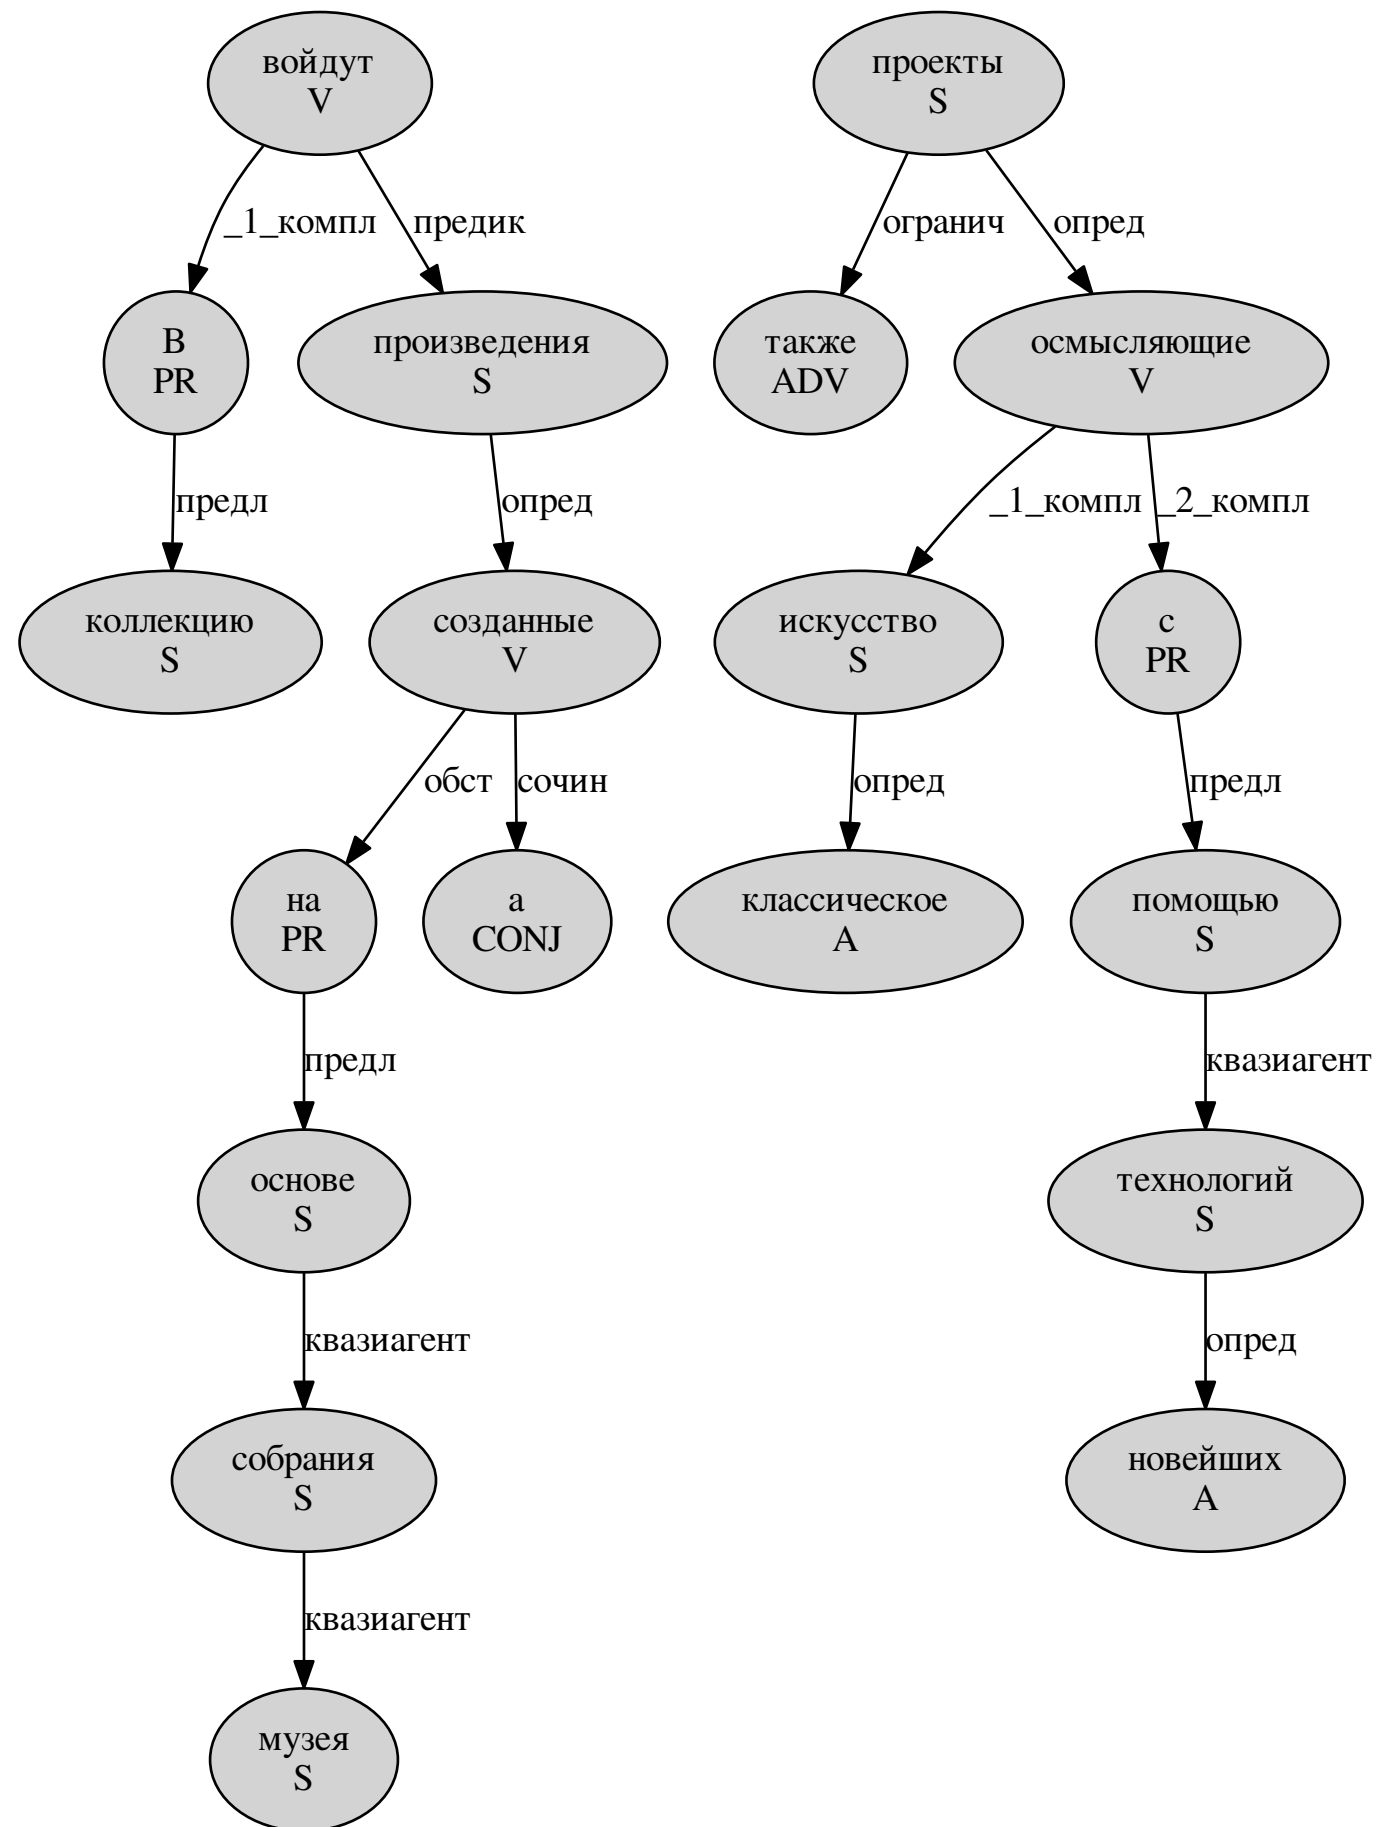 войдут
V
проекты
S
_1_компл
предик
огранич
опред
В
PR
произведения
S
также
ADV
осмысляющие
V
предл
опред
_1_компл
_2_компл
коллекцию
S
созданные
V
искусство
S
с
PR
обст
сочин
опред
предл
на
PR
а
CONJ
классическое
A
помощью
S
предл
квазиагент
основе
S
технологий
S
квазиагент
опред
собрания
S
новейших
A
квазиагент
музея
S